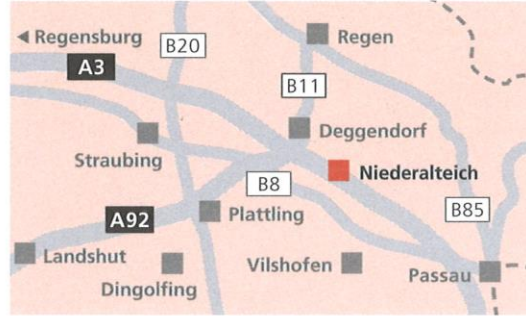 ◄ Regensburg
B20
Regen
A3
B11
Deggendorf
Straubing
Niederalteich
B8
A92
Plattling
B85
Landshut
Vilshofen
Passau
Dingolfing